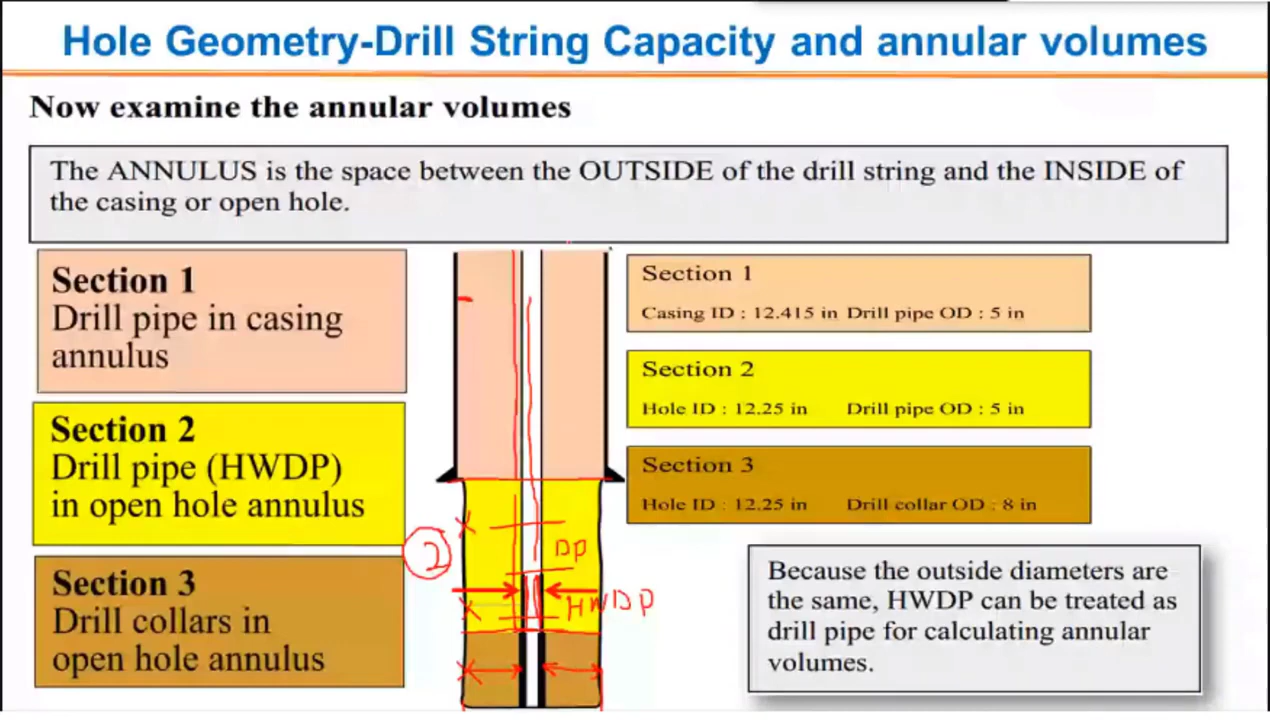 Hole Geometry-Drill String Capacity and annular volumes
Now examine the annular volumes
The ANNULUS is the space between the OUTSIDE of the drill string and the INSIDE of
the casing or open hole.
Section 1
Drill pipe in casing
annulus
Section 2
Drill pipe (HWDP)
in open hole annulus
Section 3
Drill collars in
open hole annulus
2
DP
HWDP
Section 1
Casing ID : 12.415 in Drill pipe OD : 5 in
Section 2
Hole ID : 12.25 in Drill pipe OD : 5 in
Section 3
Hole ID : 12.25 in Drill collar OD : 8 in
Because the outside diameters are
the same, HWDP can be treated as
drill pipe for calculating annular
volumes.